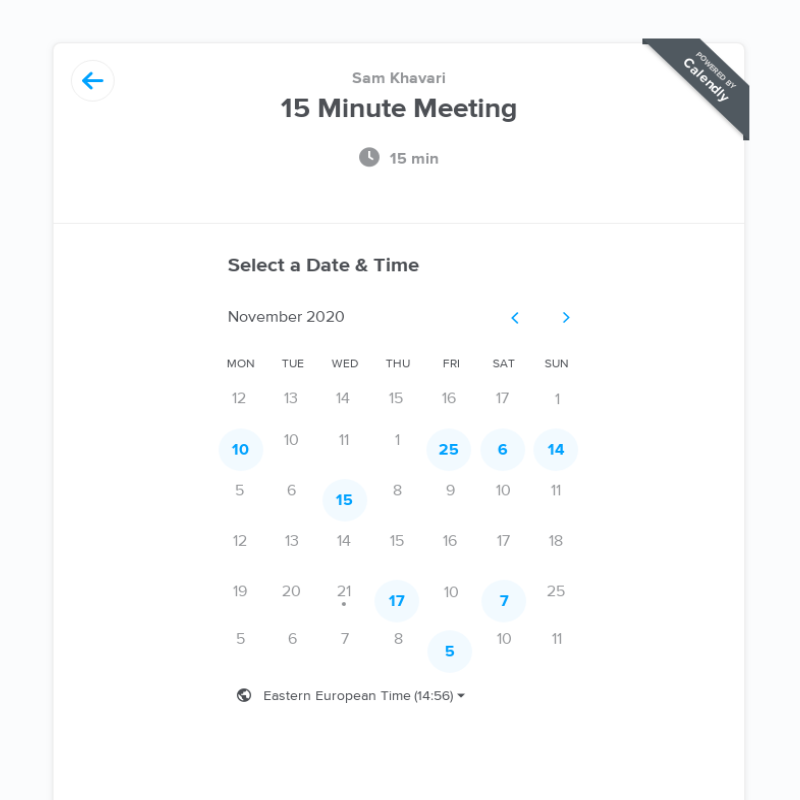 POWERED BY
Calendly
Sam Khavari
15 Minute Meeting
15 min
Select a Date & Time
November 2020
MON TUE WED THU FRI SAT SUN
12 13 14 15 16 17 1
10 10 11 1 25 6 14
5 6 15 8 9 10 11
12 13 14 15 16 17 18
19 20 21 17 10 7 25
5 6 7 8 5 10 11
Eastern European Time (14:56)